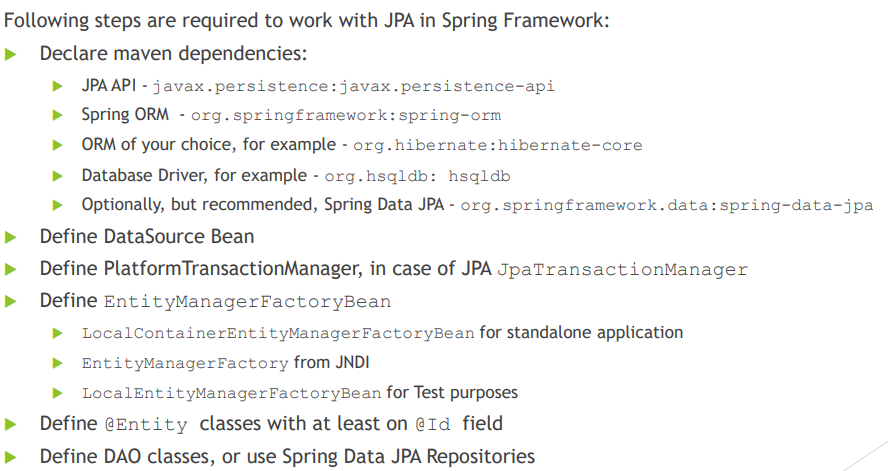 Following steps are required to work with JPA in Spring Framework:
Declare maven dependencies:
JPA API - javax.persistence:javax.persistence-api
Spring ORM - org.springframework:spring-orm
ORM of your choice, for example - org.hibernate:hibernate-core
Database Driver, for example - org.hsqldb: hsqldb
Optionally, but recommended, Spring Data JPA - org.springframework.data:spring-data-jpa
Define DataSource Bean
Define PlatformTransactionManager, in case of JPA JpaTransactionManager
Define EntityManagerFactoryBean
LocalContainerEntityManagerFactoryBean for standalone application
EntityManagerFactory from JNDI
LocalEntityManagerFactoryBean for Test purposes
Define @Entity classes with at least on @Id field
Define DAO classes, or use Spring Data JPA Repositories